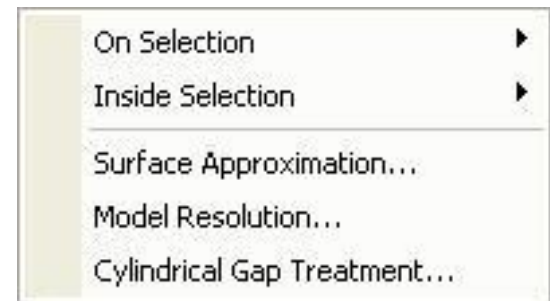 On Selection
Inside Selection
Surface Approximation...
Model Resolution...
Cylindrical Gap Treatment...